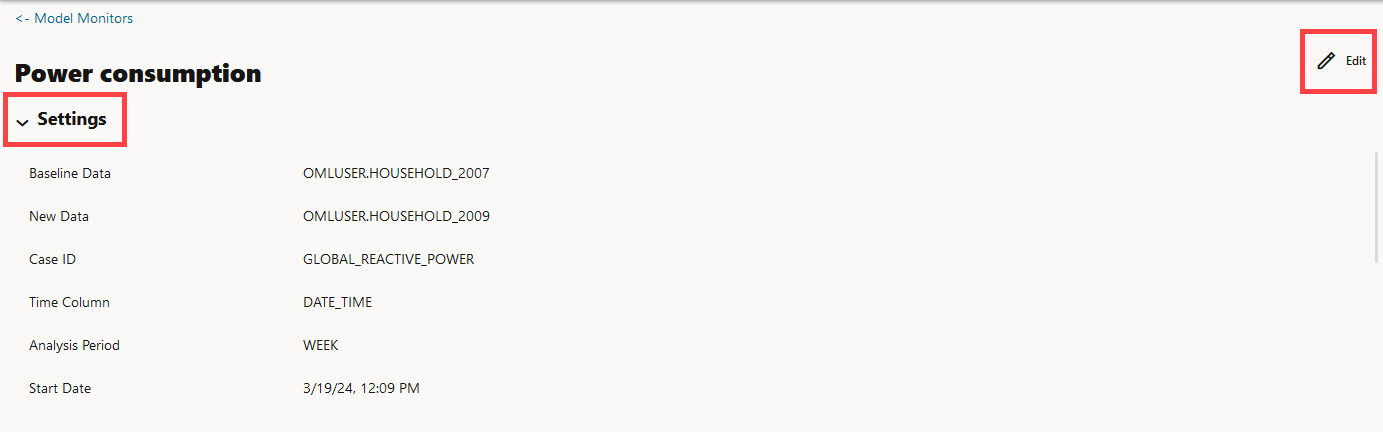 <- Model Monitors
Edit
Power consumption
Settings
Baseline Data OMLUSER.HOUSEHOLD_2007
New Data OMLUSER.HOUSEHOLD_2009
Case ID GLOBAL_REACTIVE_POWER
Time Column DATE_TIME
Analysis Period WEEK
Start Date 3/19/24, 12:09 PM